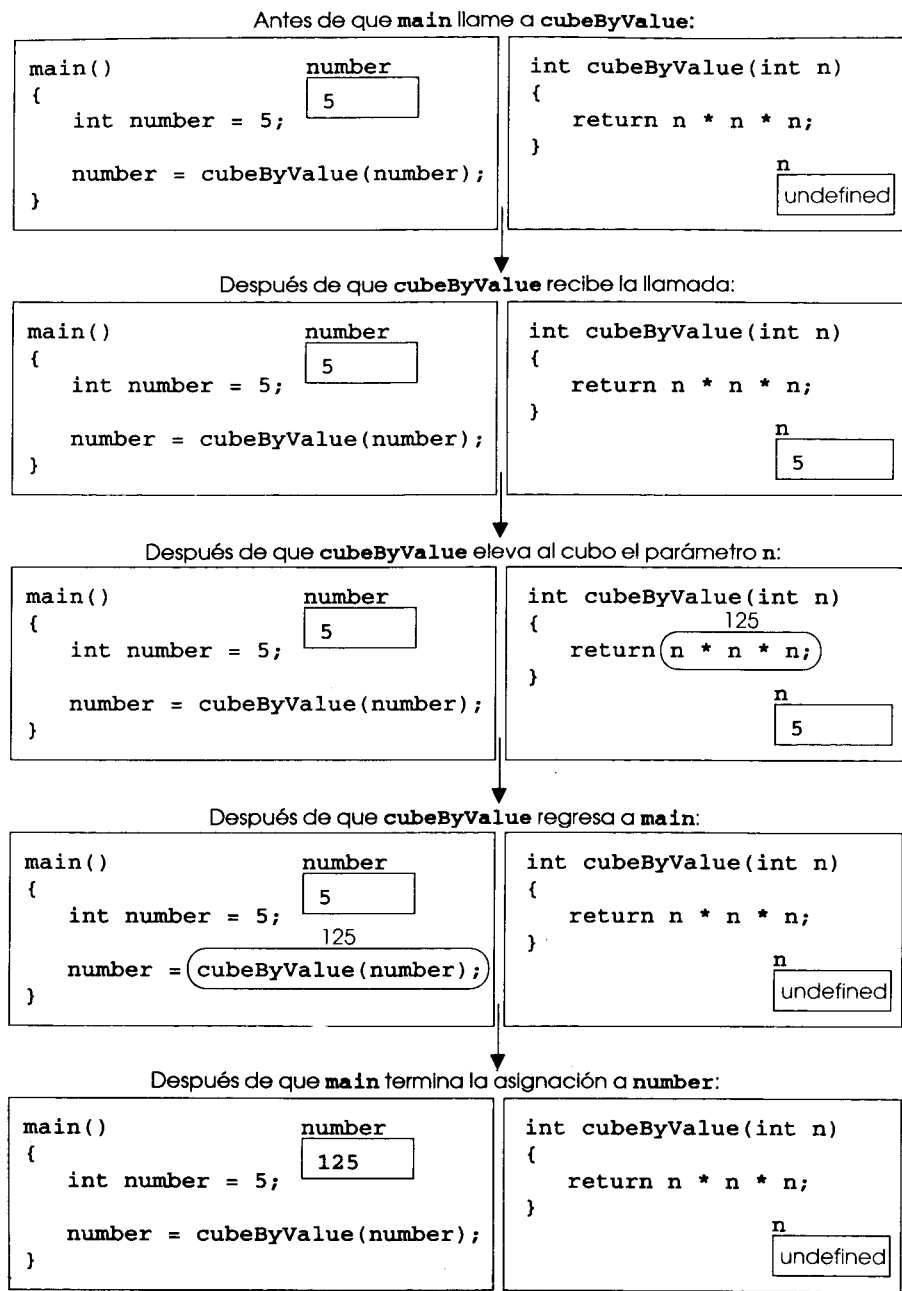 Antes de que main llame a cubeByValue:
main()
number
{
5
int number = 5;
number = cubeByValue(number);
}
int cubeByValue(int n)
{
return n * n * n;
}
n
undefined
Después de que cubeByValue recibe la llamada:
main()
number
{
5
int number = 5;
number = cubeByValue(number);
}
int cubeByValue(int n)
{
return n * n * n;
}
n
5
Después de que cubeByValue eleva al cubo el parámetro n:
main()
number
{
5
int number = 5;
number = cubeByValue(number);
}
int cubeByValue(int n)
{
125
return n * n * n;
}
n
5
Después de que cubeByValue regresa a main:
main()
number
{
5
int number = 5;
125
number = cubeByValue(number);
}
int cubeByValue(int n)
{
return n * n * n;
}
n
undefined
Después de que main termina la asignación a number:
main()
number
{
125
int number = 5;
number = cubeByValue(number);
}
int cubeByValue(int n)
{
return n * n * n;
}
n
undefined